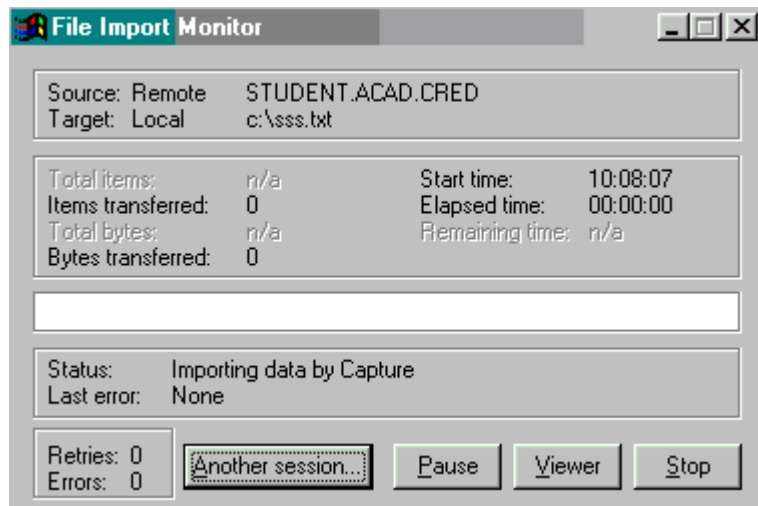 File Import Monitor
Source: Remote STUDENT.ACAD.CRED
Target: Local c:\sss.txt
Total items: n/a Start time: 10:08:07
Items transferred: 0 Elapsed time: 00:00:00
Total bytes: n/a Remaining time: n/a
Bytes transferred: 0
Status: Importing data by Capture
Last error: None
Retries: 0
Errors: 0
Another session... Pause Viewer Stop